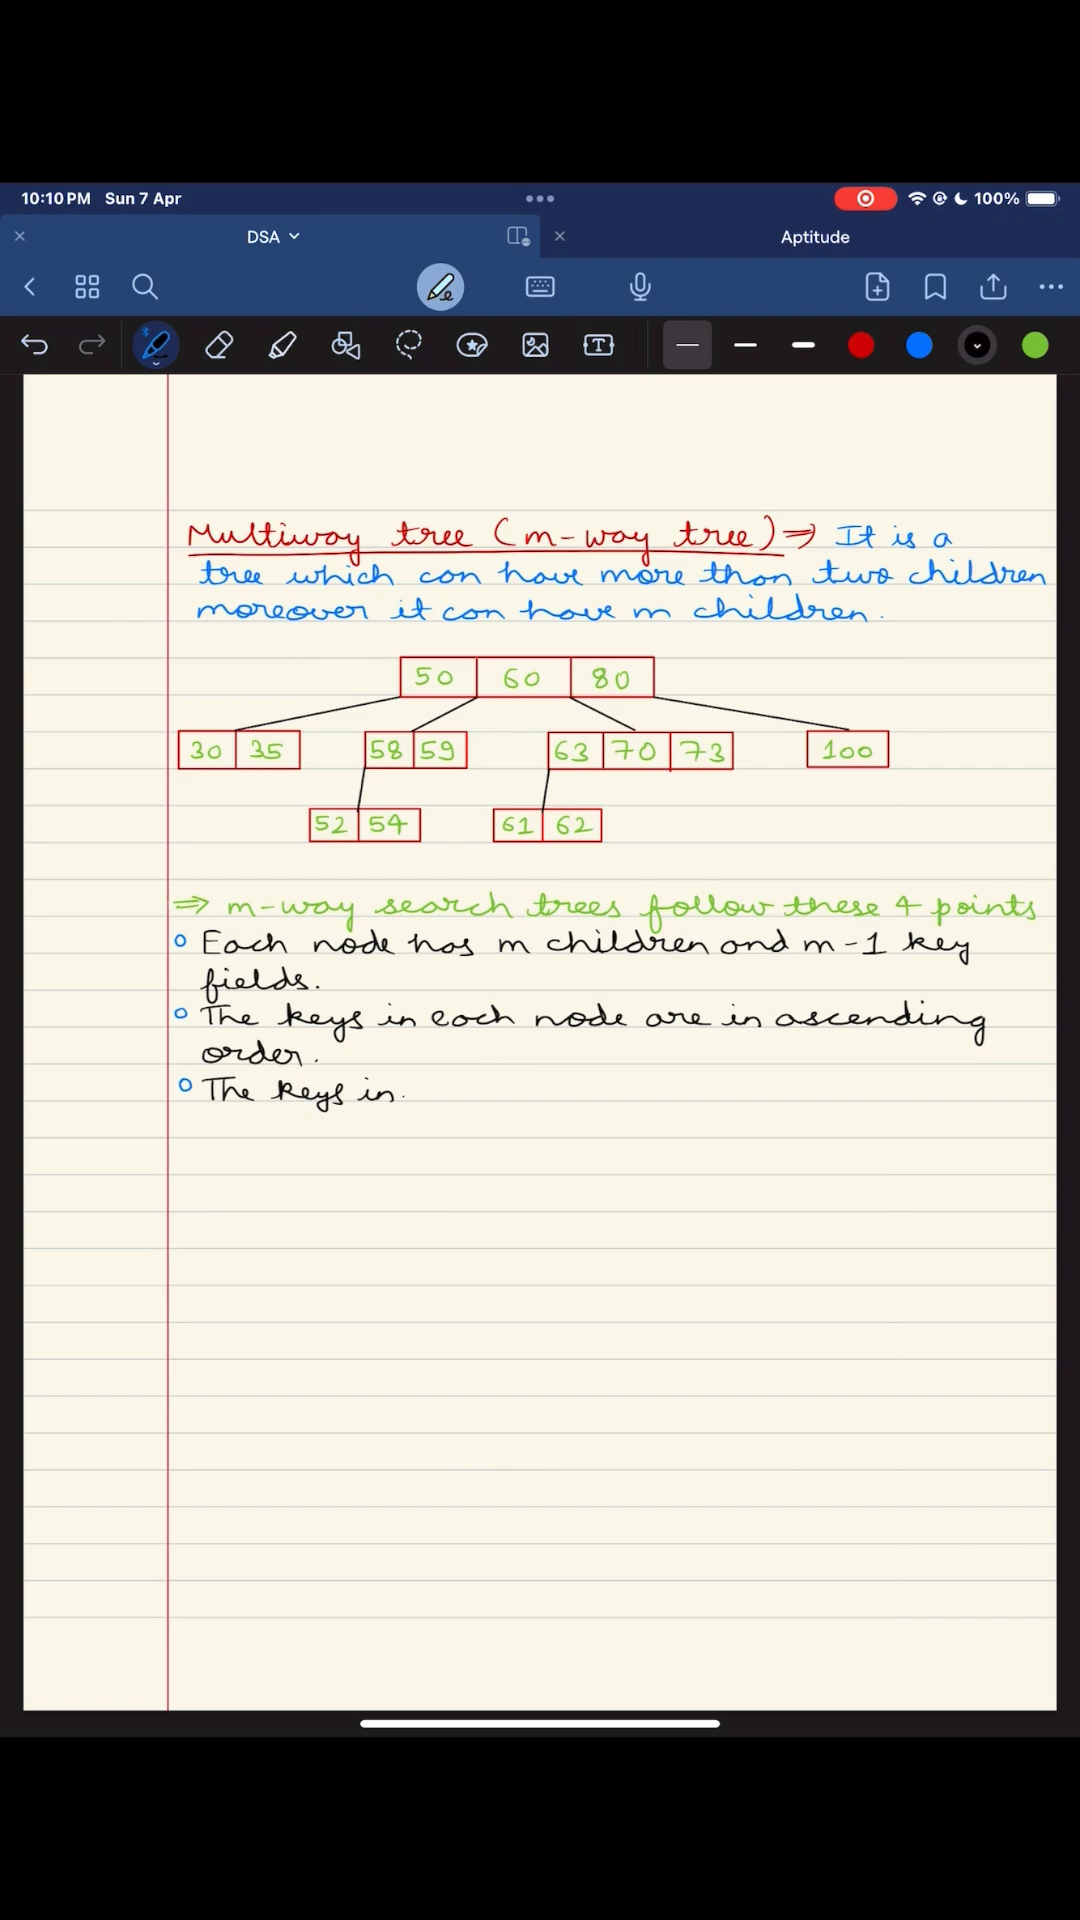 10:10 PM Sun 7 Apr
100%
DSA
Aptitude
Multiway tree (m-way tree) ⇒ It is a
tree which can have more than two children
moreover it can have m children.
50 60 80
30 35 58 59 63 70 73 100
52 54 61 62
⇒ m-way search trees follow these 4 points
Each node has m children and m-1 key
fields.
The keys in each node are in ascending
order.
The keys in.